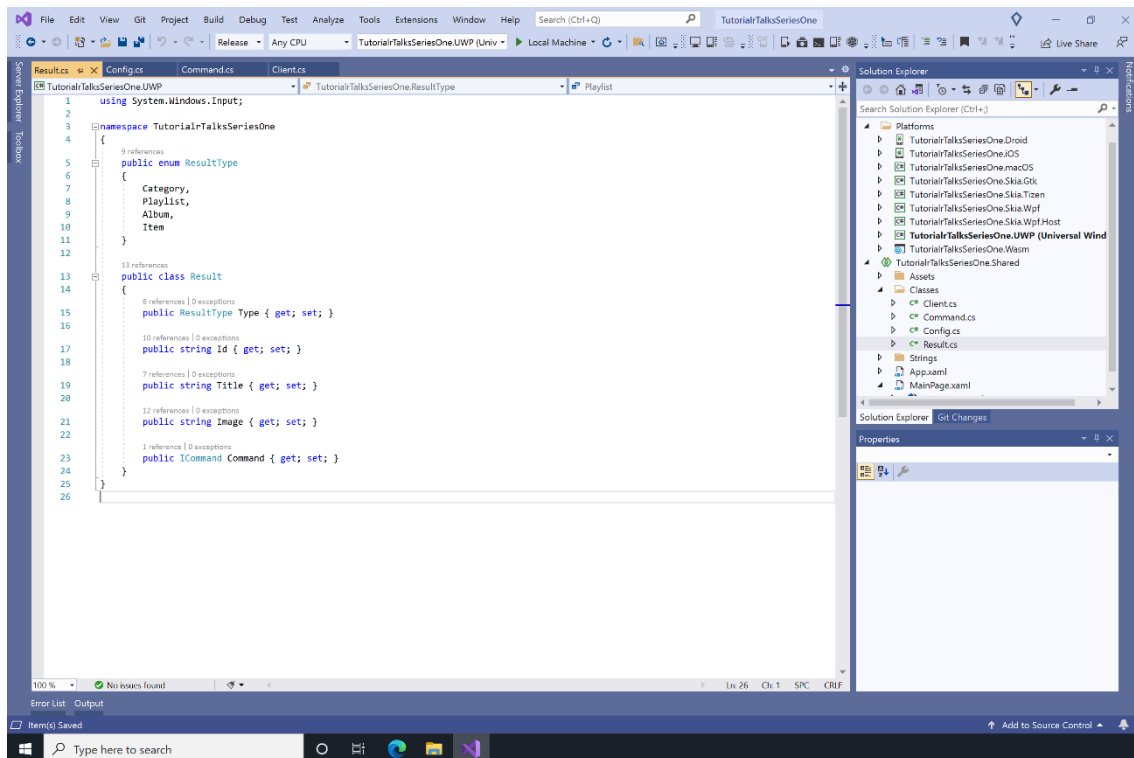 File Edit View Git Project Build Debug Test Analyze Tools Extensions Window Help Search (Ctrl+Q) TutorialrTalksSeriesOne
Release Any CPU TutorialrTalksSeriesOne.UWP (Univ Local Machine Live Share
Server Explorer
Toolbox
Notifications
Result.cs Config.cs Command.cs Client.cs
TutorialrTalksSeriesOne.UWP TutorialrTalksSeriesOne.ResultType Playlist
1 using System.Windows.Input;
2
3 namespace TutorialrTalksSeriesOne
4 {
9 references
5 public enum ResultType
6 {
7 Category,
8 Playlist,
9 Album,
10 Item
11 }
12
13 references
13 public class Result
14 {
6 references | 0 exceptions
15 public ResultType Type { get; set; }
16
10 references | 0 exceptions
17 public string Id { get; set; }
18
7 references | 0 exceptions
19 public string Title { get; set; }
20
12 references | 0 exceptions
21 public string Image { get; set; }
22
1 reference | 0 exceptions
23 public ICommand Command { get; set; }
24 }
25 }
26
100 % No issues found Ln: 26 Ch: 1 SPC CRLF
Solution Explorer
Search Solution Explorer (Ctrl+;)
Platforms
TutorialrTalksSeriesOne.Droid
TutorialrTalksSeriesOne.iOS
TutorialrTalksSeriesOne.macOS
TutorialrTalksSeriesOne.Skia.Gtk
TutorialrTalksSeriesOne.Skia.Tizen
TutorialrTalksSeriesOne.Skia.Wpf
TutorialrTalksSeriesOne.Skia.Wpf.Host
TutorialrTalksSeriesOne.UWP (Universal Wind
TutorialrTalksSeriesOne.Wasm
TutorialrTalksSeriesOne.Shared
Assets
Classes
C# Client.cs
C# Command.cs
C# Config.cs
C# Result.cs
Strings
App.xaml
MainPage.xaml
Solution Explorer Git Changes
Properties
Error List Output
Item(s) Saved Add to Source Control
Type here to search